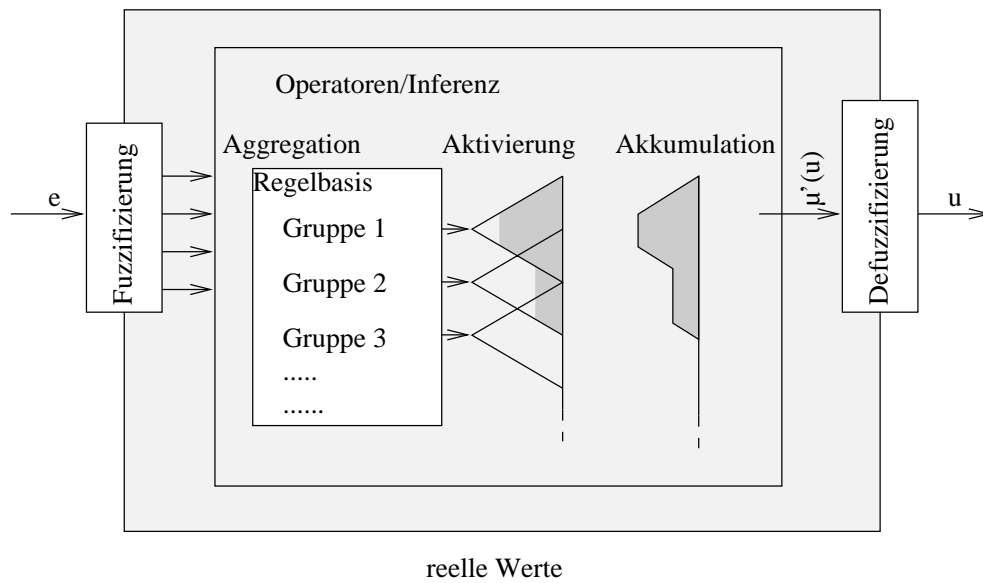 Operatoren/Inferenz
Aggregation
Aktivierung
Akkumulation
Fuzzifizierung
e
Regelbasis
Gruppe 1
Gruppe 2
Gruppe 3
.....
......
μ'(u)
Defuzzifizierung
u
reelle Werte